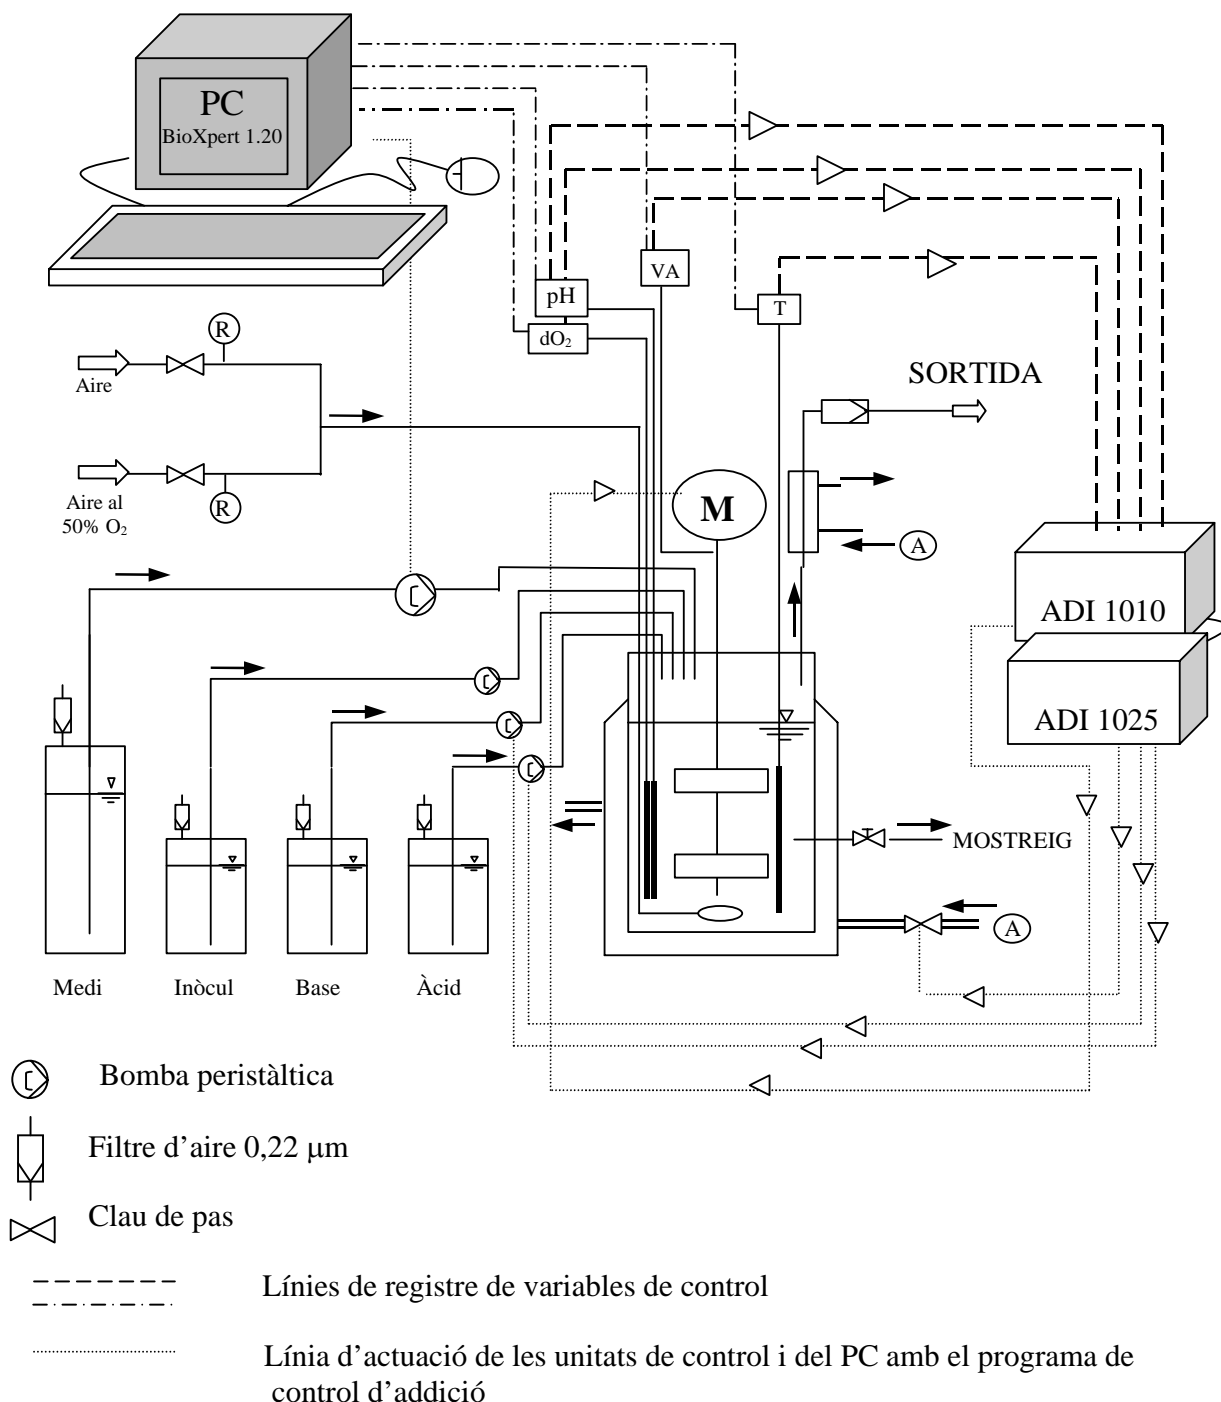 PC
BioXpert 1.20
VA
pH
T
dO₂
R
Aire
SORTIDA
R
Aire al
50% O₂
M
A
ADI 1010
ADI 1025
MOSTREIG
A
Medi
Inòcul
Base
Àcid
Bomba peristàltica
Filtre d’aire 0,22 μm
Clau de pas
Línies de registre de variables de control
Línia d’actuació de les unitats de control i del PC amb el programa de
control d’addició